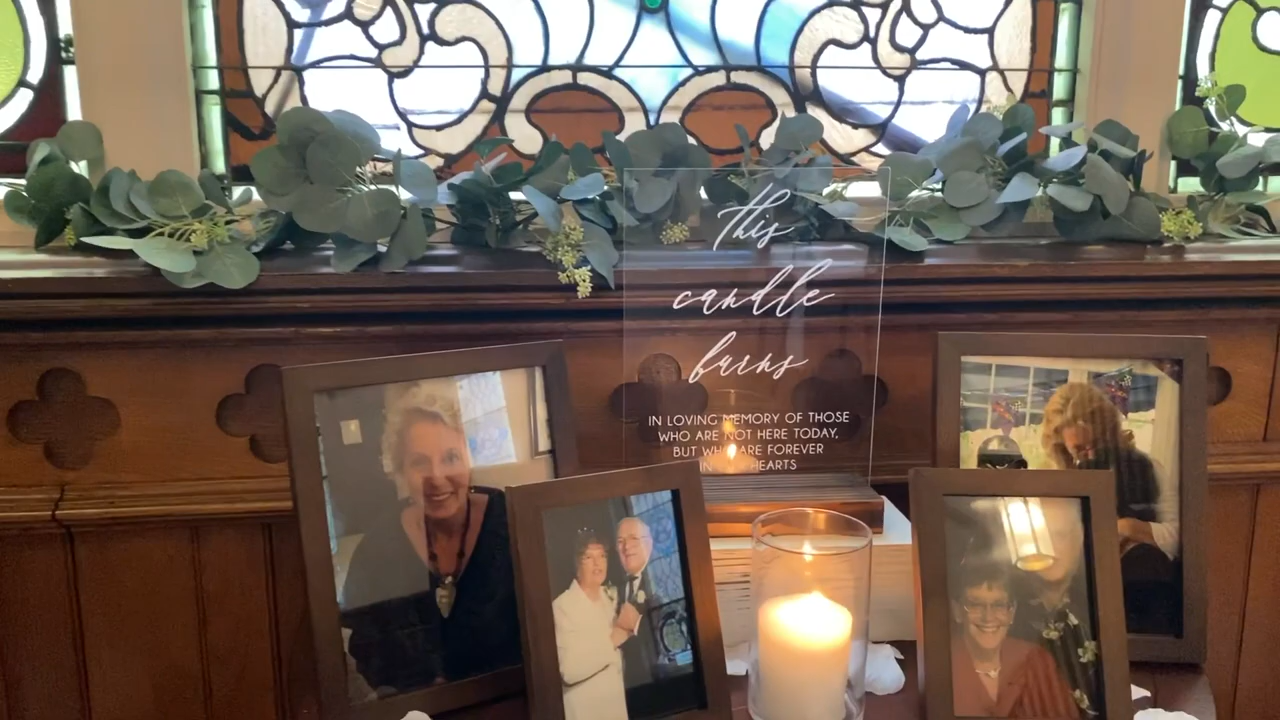 this
candle
burns
IN LOVING MEMORY OF THOSE
WHO ARE NOT HERE TODAY,
BUT WHO ARE FOREVER
IN HEARTS